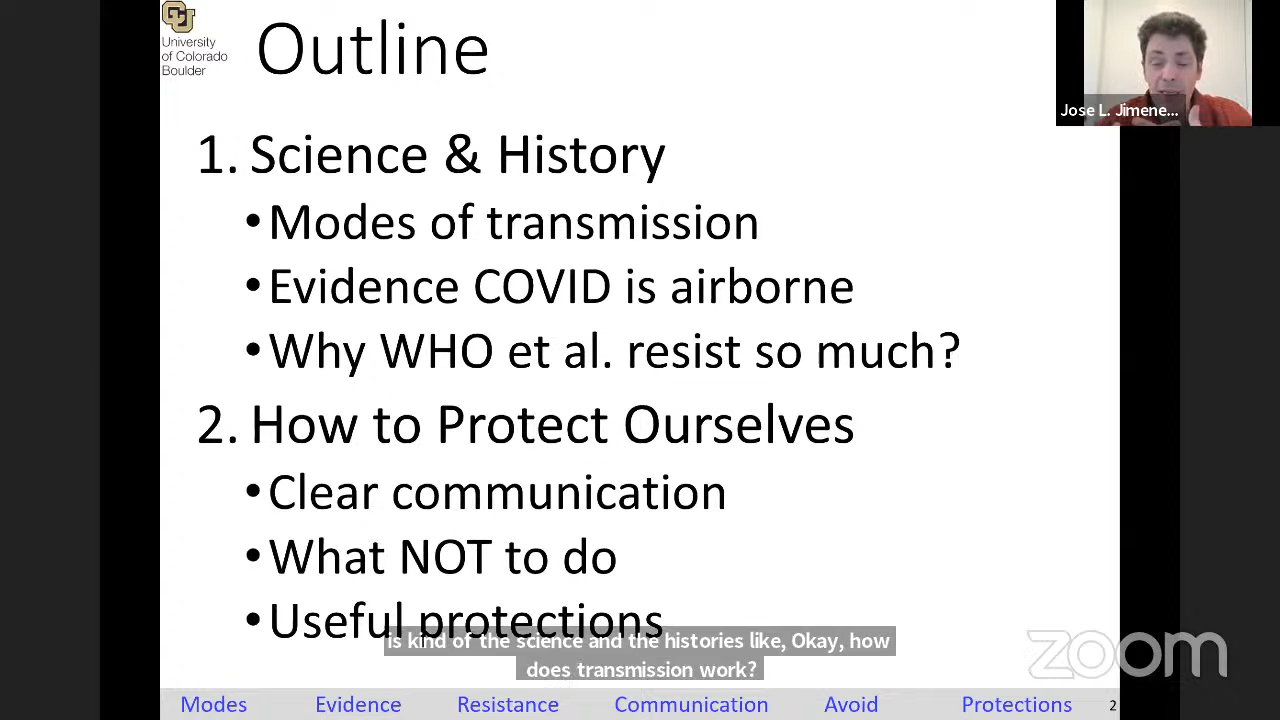 University
of Colorado
Boulder
Outline
Jose L. Jimene...
1. Science & History
•Modes of transmission
•Evidence COVID is airborne
•Why WHO et al. resist so much?
2. How to Protect Ourselves
•Clear communication
•What NOT to do
•Useful protections
is kind of the science and the histories like, Okay, how
does transmission work?
zoom
Modes Evidence Resistance Communication Avoid Protections 2